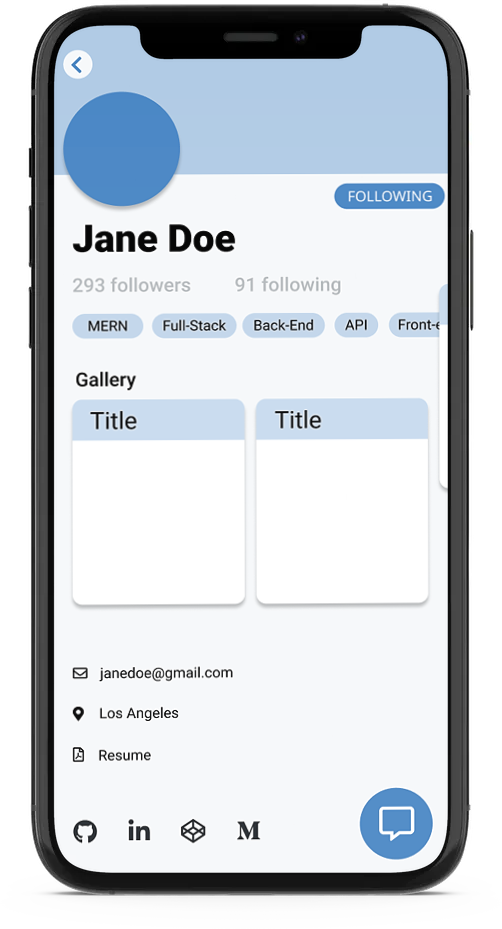 FOLLOWING
Jane Doe
293 followers 91 following
MERN Full-Stack Back-End API Front-e
Gallery
Title Title
janedoe@gmail.com
Los Angeles
Resume
in M